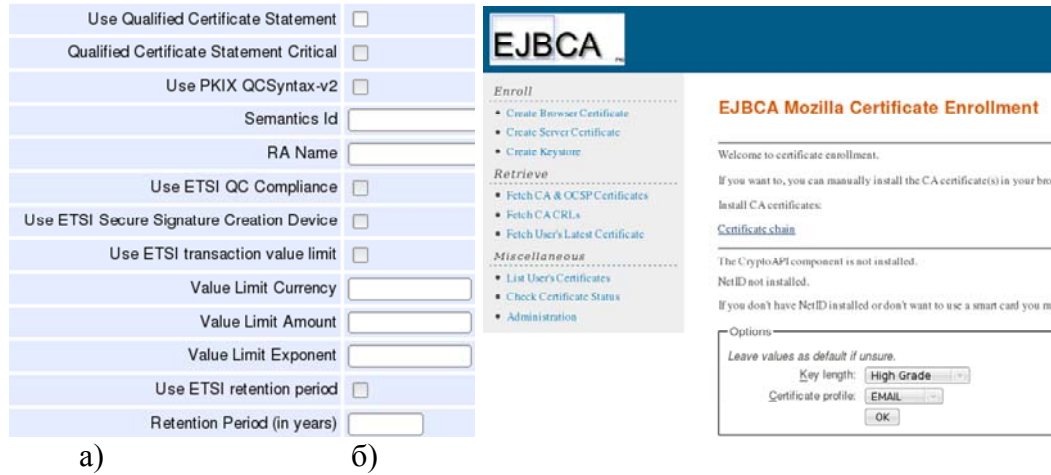 Use Qualified Certificate Statement
Qualified Certificate Statement Critical
Use PKIX QCSyntax-v2
Semantics Id
RA Name
Use ETSI QC Compliance
Use ETSI Secure Signature Creation Device
Use ETSI transaction value limit
Value Limit Currency
Value Limit Amount
Value Limit Exponent
Use ETSI retention period
Retention Period (in years)
а)
б)
EJBCA
Enroll
Create Browser Certificate
Create Server Certificate
Create Keystore
Retrieve
Fetch CA & OCSP Certificates
Fetch CA CRLs
Fetch User's Latest Certificate
Miscellaneous
List User's Certificates
Check Certificate Status
Administration
EJBCA Mozilla Certificate Enrollment
Welcome to certificate enrollment.
If you want to, you can manually install the CA certificate(s) in your bro
Install CA certificates:
Certificate chain
The CryptoAPI component is not installed.
NetID not installed.
If you don't have NetID installed or don't want to use a smart card you m
Options
Leave values as default if unsure.
Key length: High Grade
Certificate profile: EMAIL
OK